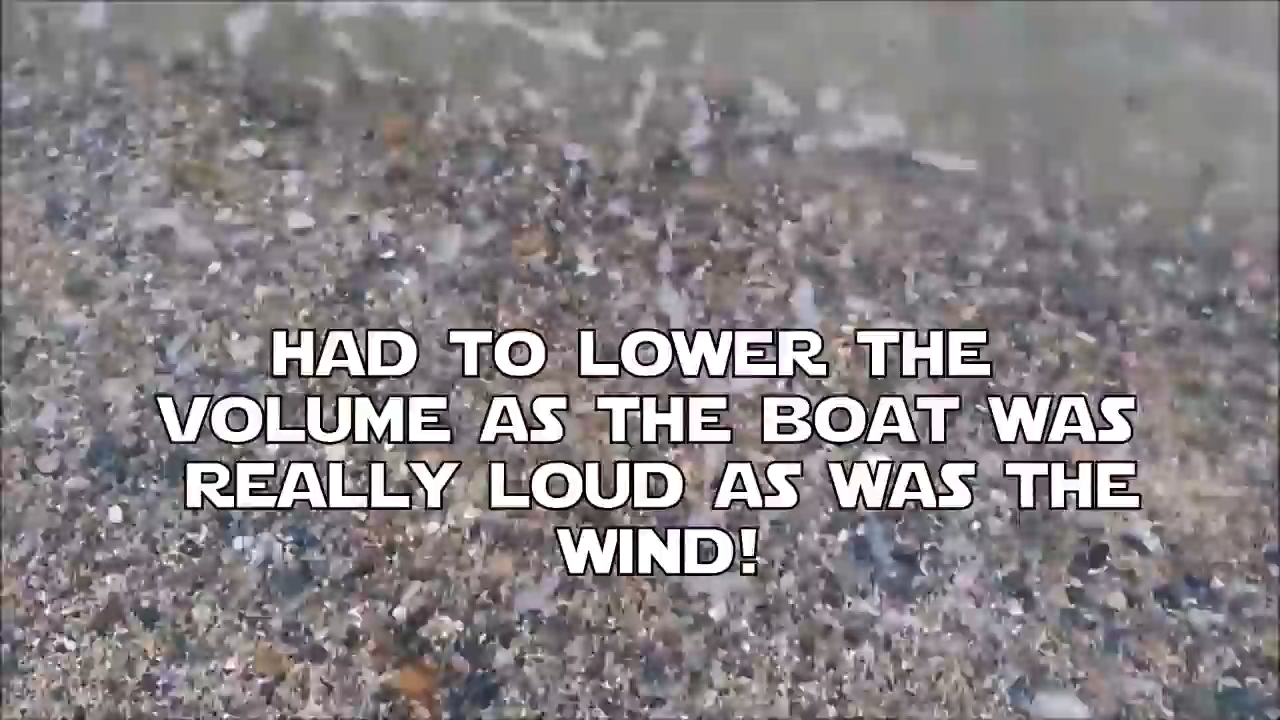 HAD TO LOWER THE
VOLUME AS THE BOAT WAS
REALLY LOUD AS WAS THE
WIND!